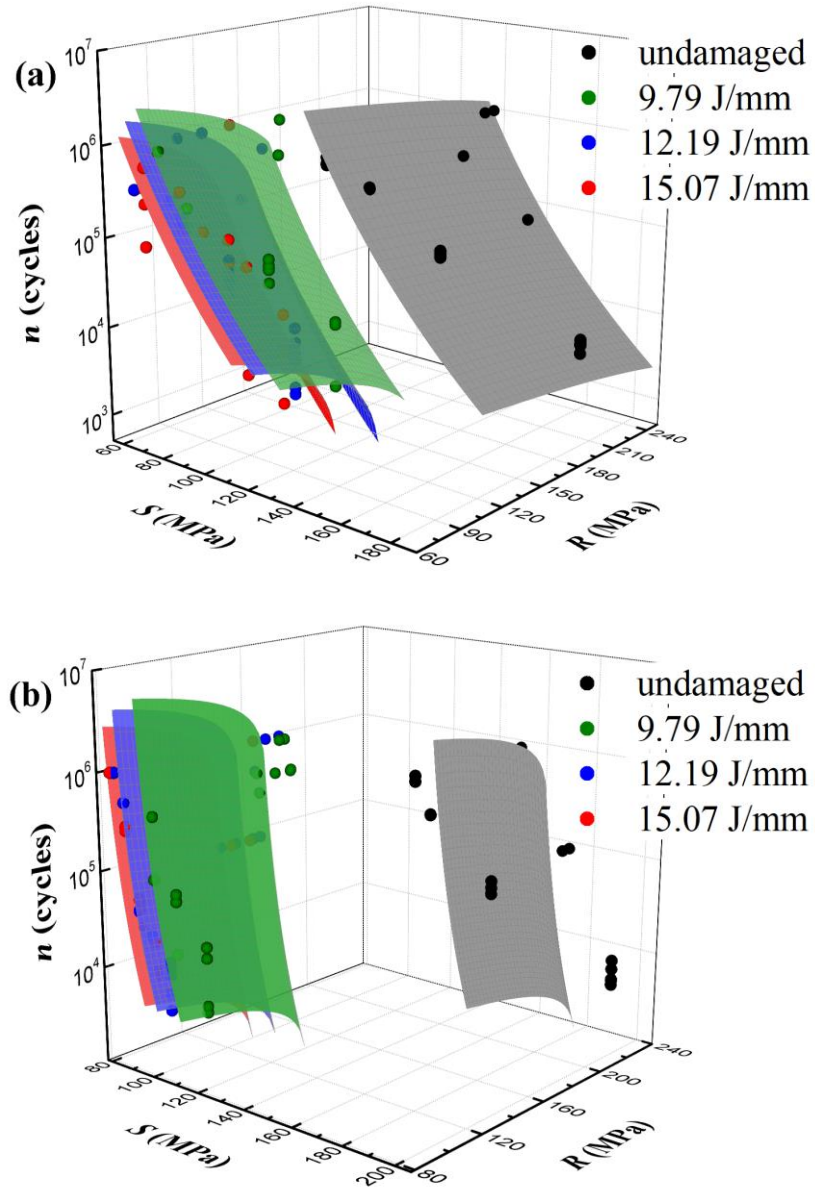 (a)
n (cycles)
10⁷
10⁶
10⁵
10⁴
10³
60
80
100
120
140
160
180
S (MPa)
60
90
120
150
180
210
240
R (MPa)
undamaged
9.79 J/mm
12.19 J/mm
15.07 J/mm
(b)
n (cycles)
10⁷
10⁶
10⁵
10⁴
80
100
120
140
160
180
200
S (MPa)
80
120
160
200
240
R (MPa)
undamaged
9.79 J/mm
12.19 J/mm
15.07 J/mm